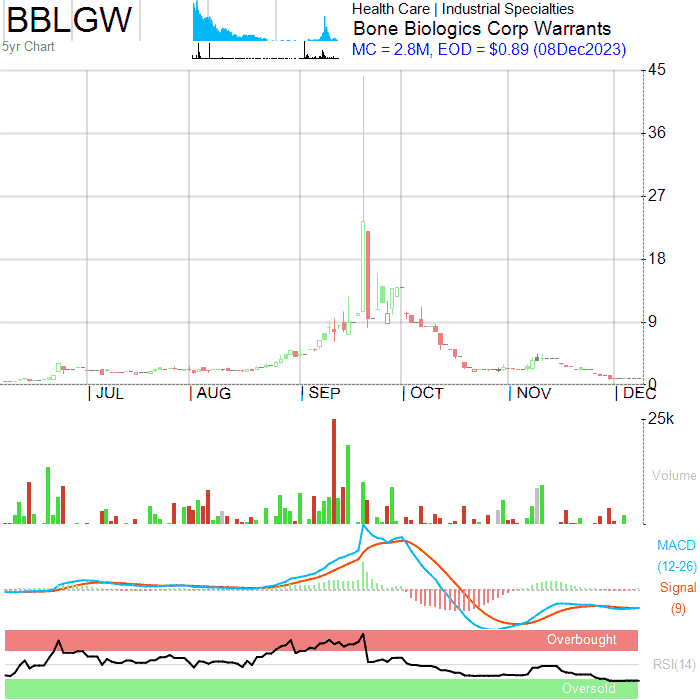 BBLGW
5yr Chart
Health Care | Industrial Specialties
Bone Biologics Corp Warrants
MC = 2.8M, EOD = $0.89 (08Dec2023)
45
36
27
18
9
0
JUL AUG SEP OCT NOV DEC
25k
Volume
MACD
(12-26)
Signal
(9)
Overbought
RSI(14)
Oversold